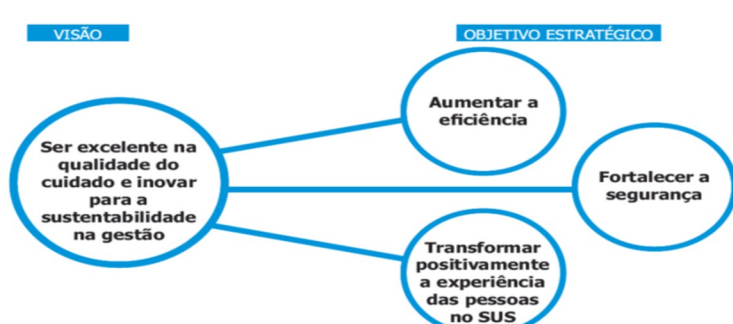 VISÃO
OBJETIVO ESTRATÉGICO
Ser excelente na
qualidade do
cuidado e inovar
para a
sustentabilidade
na gestão
Aumentar a
eficiência
Fortalecer a
segurança
Transformar
positivamente
a experiência
das pessoas
no SUS